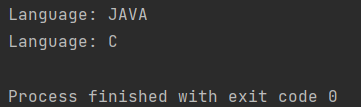 Language: JAVA
Language: C
Process finished with exit code 0